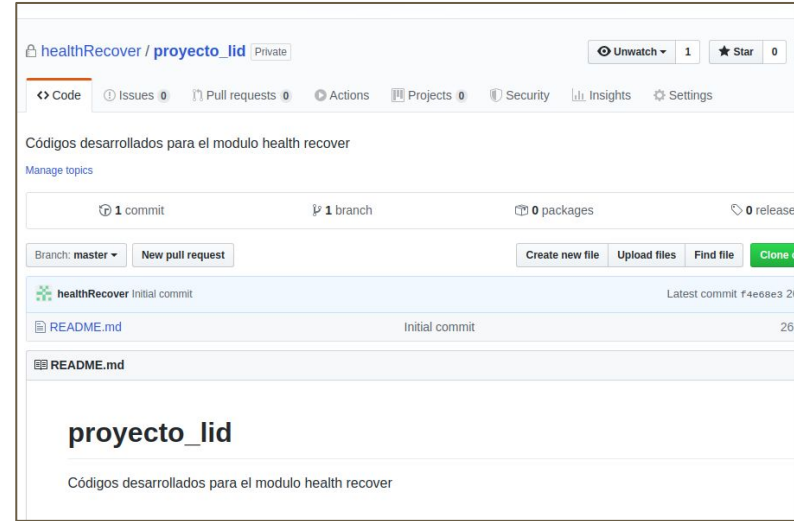 healthRecover / proyecto_lid Private Unwatch 1 Star 0
Code Issues 0 Pull requests 0 Actions Projects 0 Security Insights Settings
Códigos desarrollados para el modulo health recover
Manage topics
1 commit 1 branch 0 packages 0 release
Branch: master New pull request Create new file Upload files Find file Clone
healthRecover Initial commit Latest commit f4e68e3
README.md Initial commit 26
README.md
proyecto_lid
Códigos desarrollados para el modulo health recover